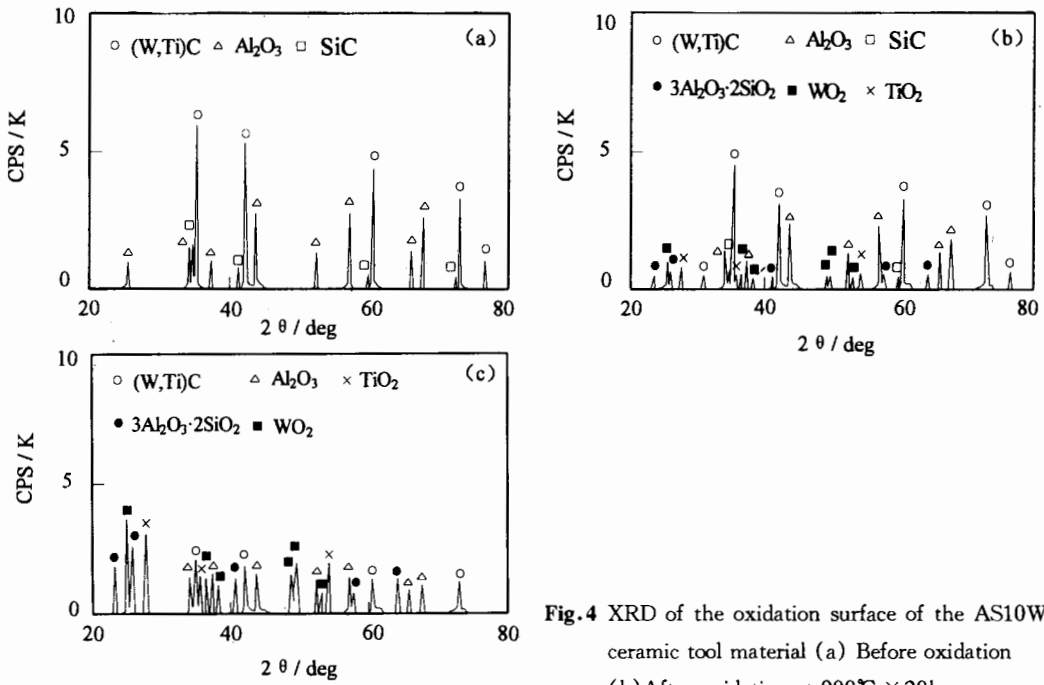 10
(a)
○ (W,Ti)C △ Al₂O₃ □ SiC
CPS / K
5
0
20 40 60 80
2 θ / deg
10
(b)
○ (W,Ti)C △ Al₂O₃ □ SiC
● 3Al₂O₃·2SiO₂ ■ WO₂ × TiO₂
CPS / K
5
0
20 40 60 80
2 θ / deg
10
(c)
○ (W,Ti)C △ Al₂O₃ × TiO₂
● 3Al₂O₃·2SiO₂ ■ WO₂
CPS / K
5
0
20 40 60 80
2 θ / deg
Fig.4 XRD of the oxidation surface of the AS10W
ceramic tool material (a) Before oxidation
(b)After oxidation at